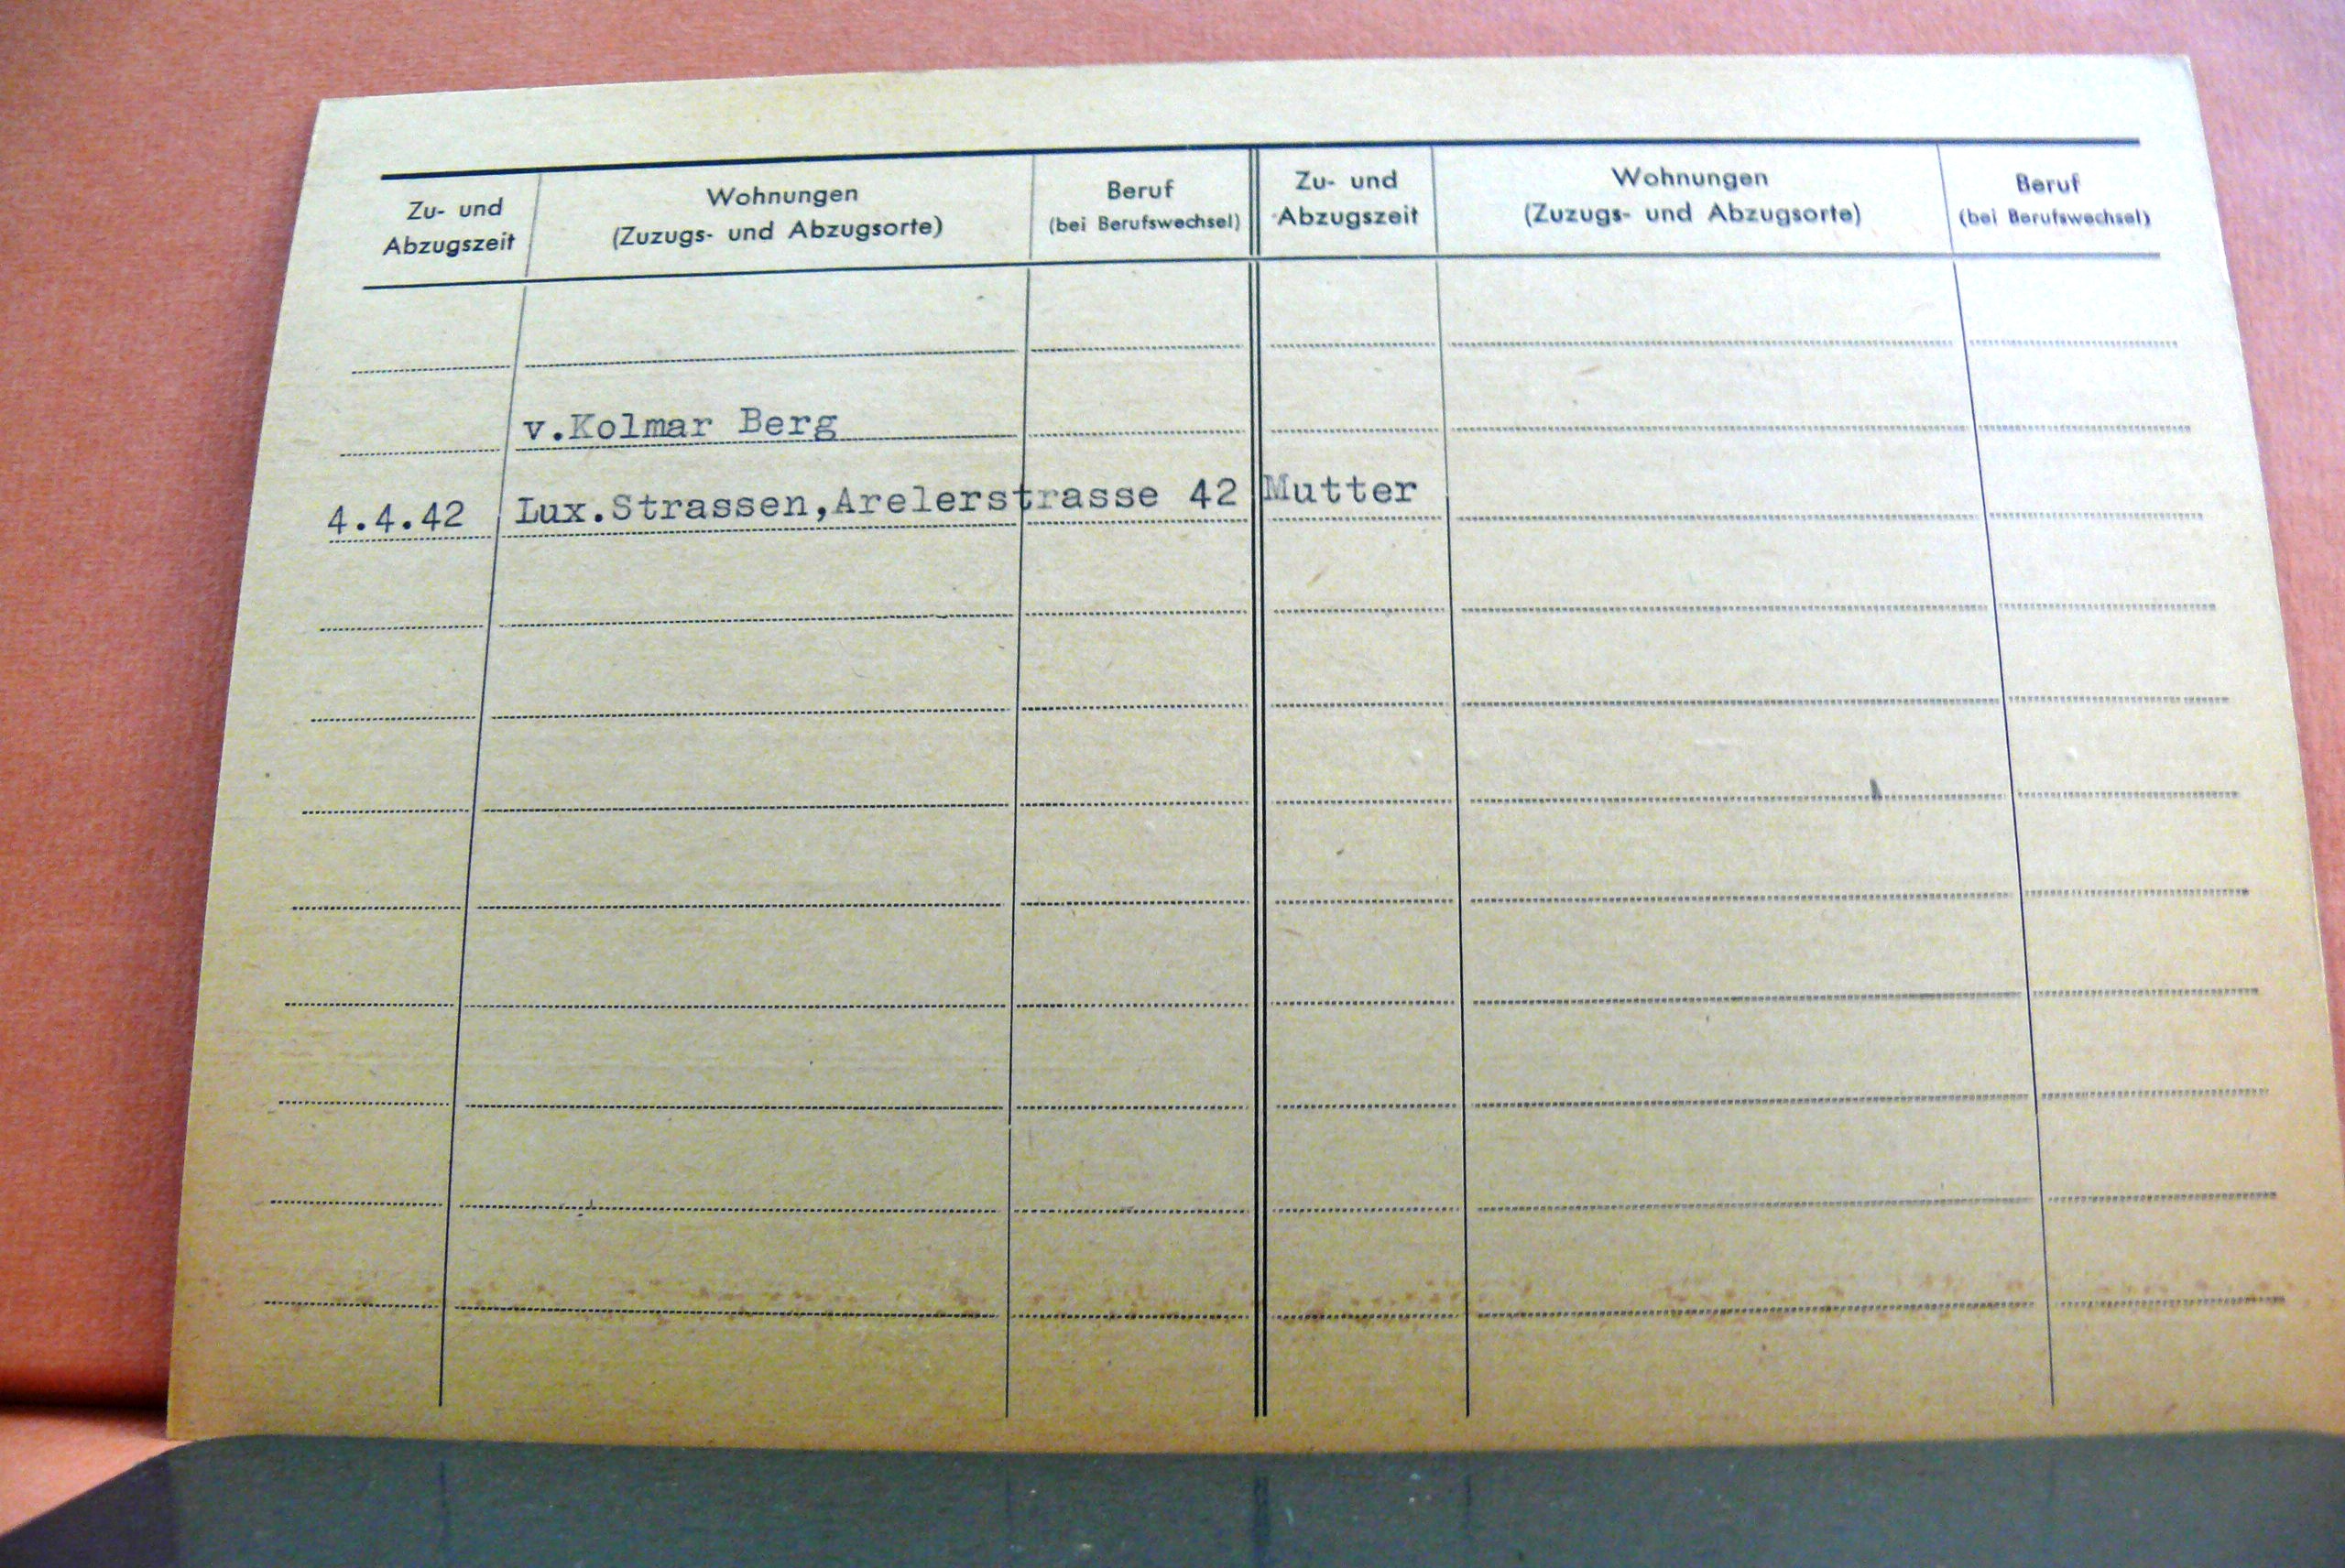 Zu- und Abzugszeit
Wohnungen
(Zuzugs- und Abzugsorte)
Beruf
(bei Berufswechsel)
Zu- und Abzugszeit
Wohnungen
(Zuzugs- und Abzugsorte)
Beruf
(bei Berufswechsel)
v.Kolmar Berg
4.4.42 Lux.Strassen,Arelerstrasse 42 Mutter